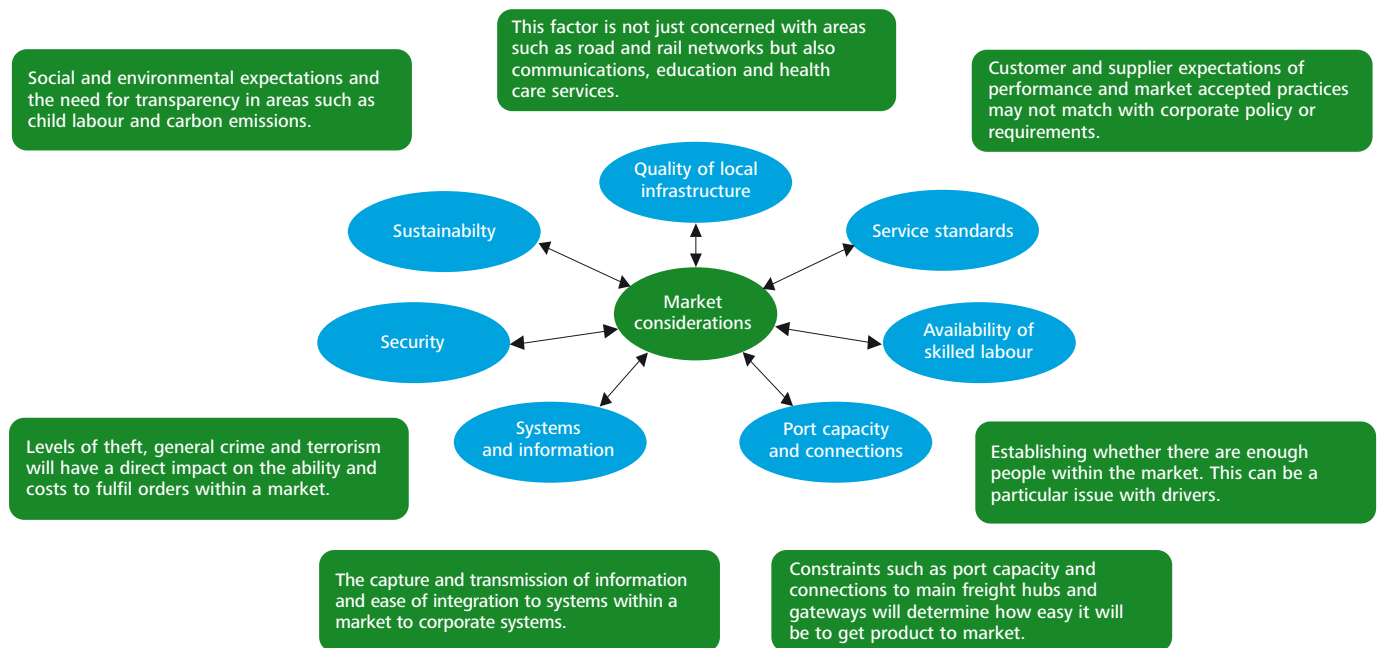 This factor is not just concerned with areas
such as road and rail networks but also
communications, education and health
care services.
Social and environmental expectations and
the need for transparency in areas such as
child labour and carbon emissions.
Customer and supplier expectations of
performance and market accepted practices
may not match with corporate policy or
requirements.
Quality of local
infrastructure
Sustainabilty
Service standards
Market
considerations
Security
Availability of
skilled labour
Systems
and information
Port capacity
and connections
Levels of theft, general crime and terrorism
will have a direct impact on the ability and
costs to fulfil orders within a market.
Establishing whether there are enough
people within the market. This can be a
particular issue with drivers.
The capture and transmission of information
and ease of integration to systems within a
market to corporate systems.
Constraints such as port capacity and
connections to main freight hubs and
gateways will determine how easy it will
be to get product to market.